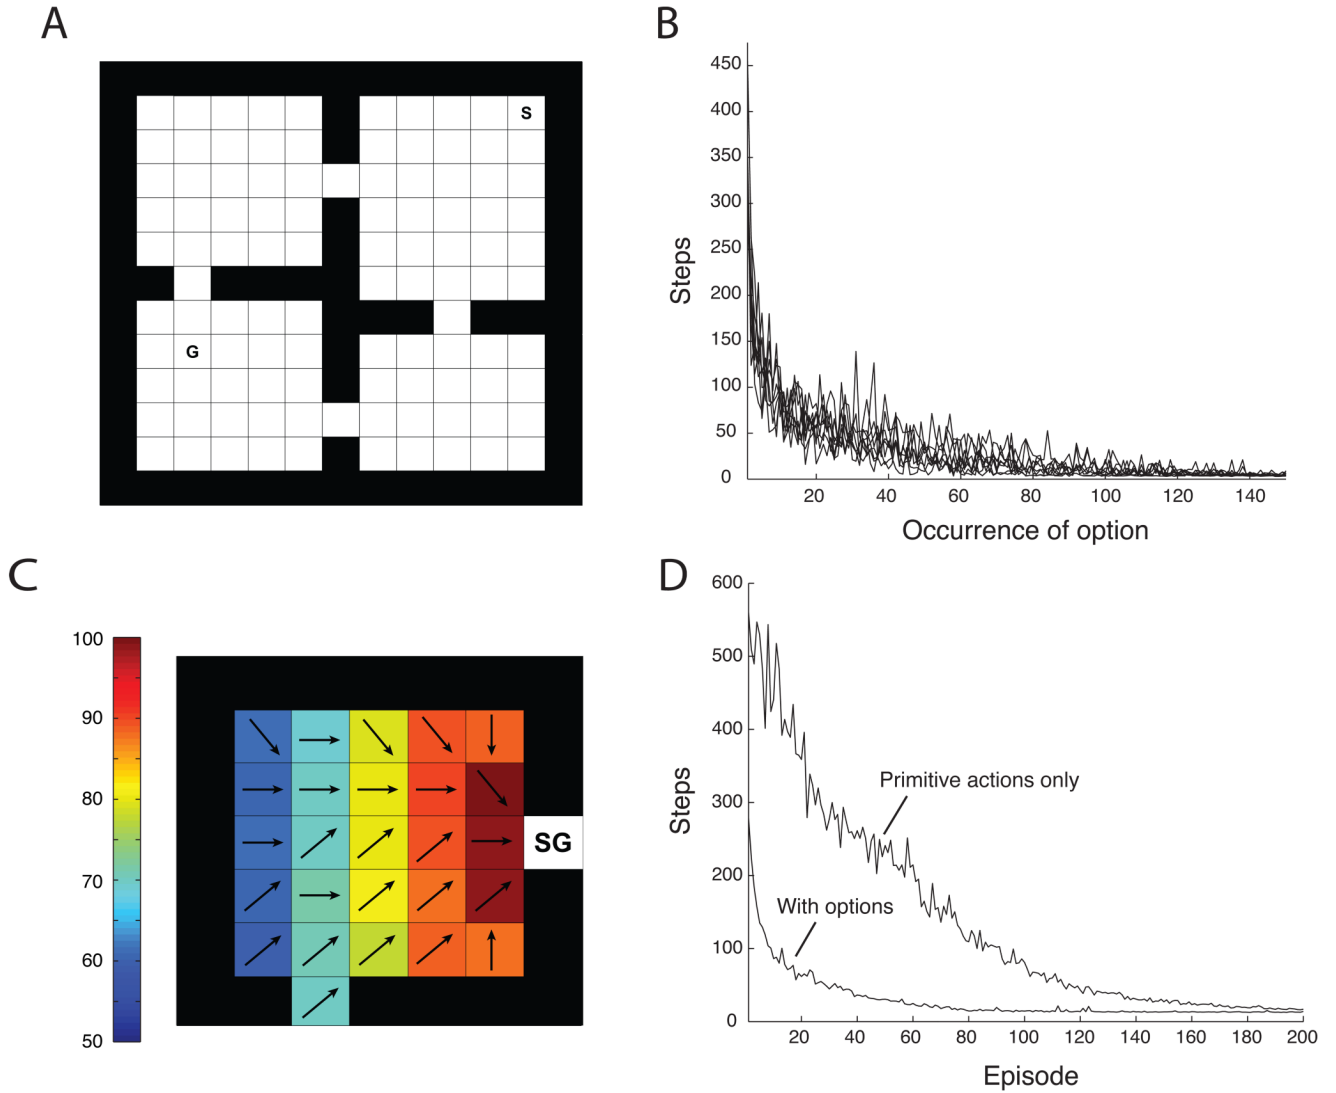 A
S
G
B
450
400
350
300
250
200
150
100
50
0
Steps
20 40 60 80 100 120 140
Occurrence of option
C
100
90
80
70
60
50
SG
D
600
500
400
300
200
100
0
Steps
Primitive actions only
With options
20 40 60 80 100 120 140 160 180 200
Episode